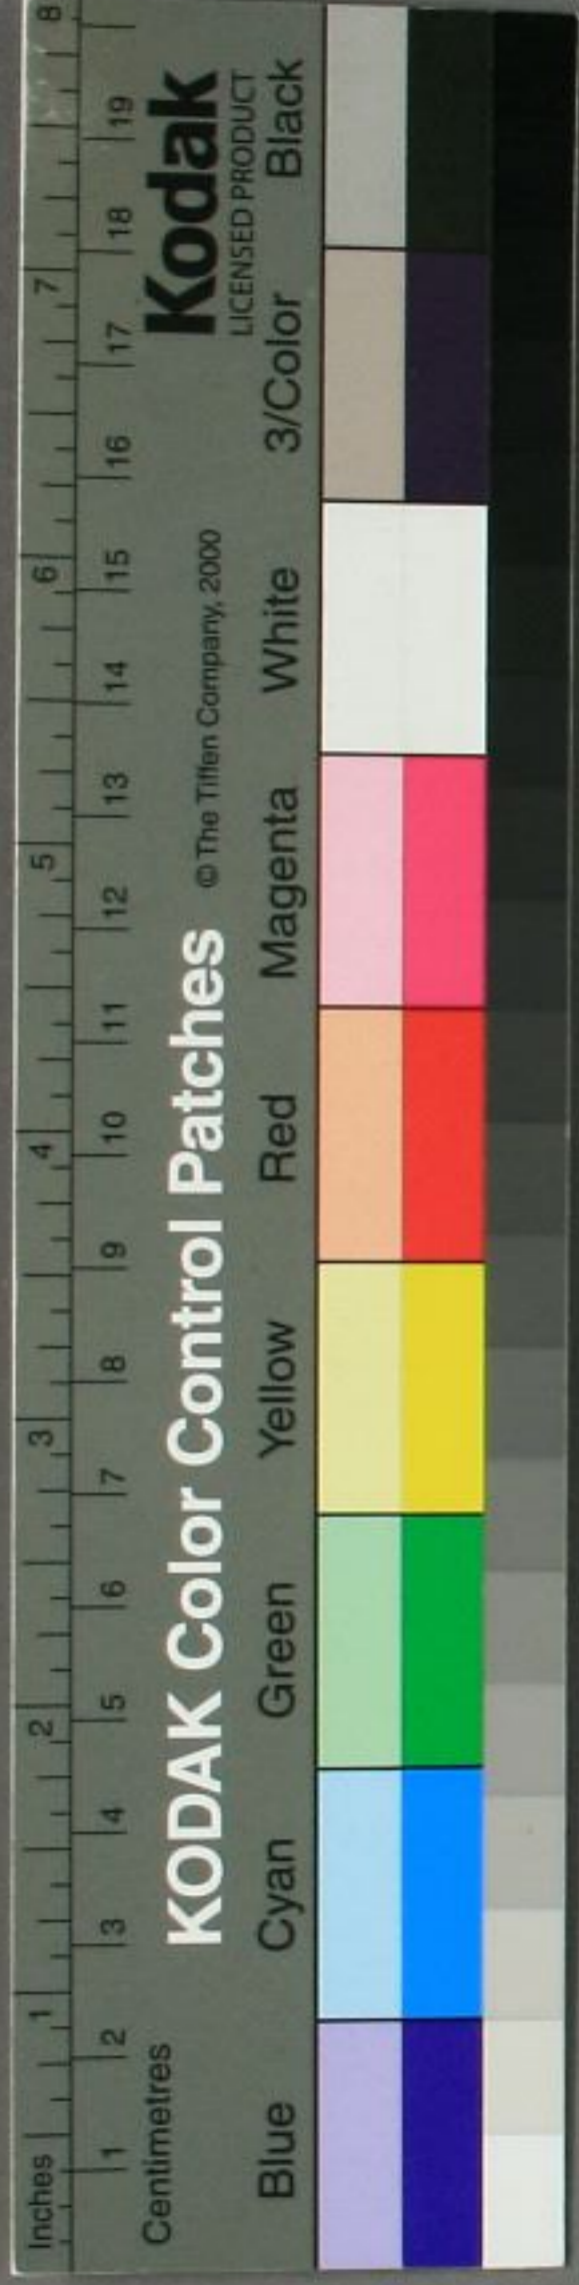 Inches 1 2 3 4 5 6 7 8
Centimetres 1 2 3 4 5 6 7 8 9 10 11 12 13 14 15 16 17 18 19
KODAK Color Control Patches © The Tiffen Company, 2000 Kodak
LICENSED PRODUCT
Blue Cyan Green Yellow Red Magenta White 3/Color Black